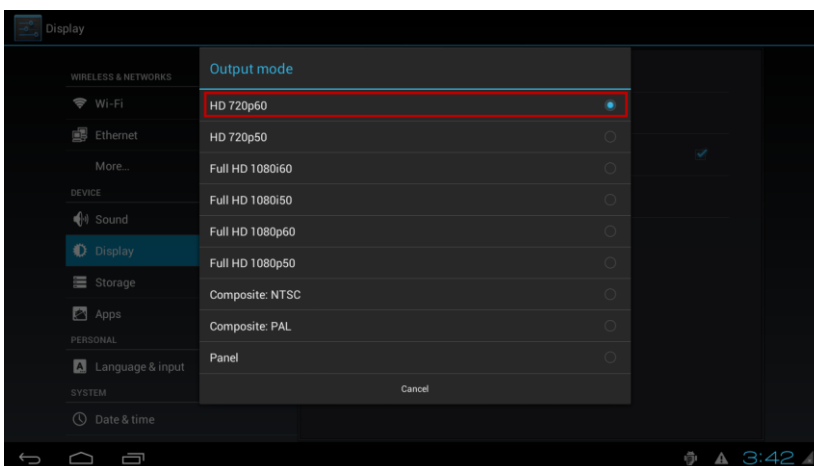 Display
WIRELESS & NETWORKS
Wi-Fi
Ethernet
More...
DEVICE
Sound
Display
Storage
Apps
PERSONAL
Language & input
SYSTEM
Date & time
Output mode
HD 720p60
HD 720p50
Full HD 1080i60
Full HD 1080i50
Full HD 1080p60
Full HD 1080p50
Composite: NTSC
Composite: PAL
Panel
Cancel
3:42